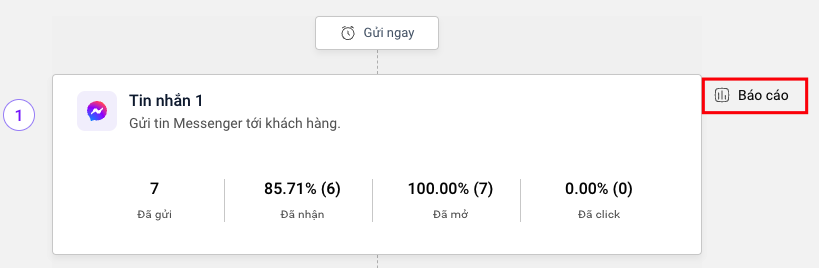 Gửi ngay
1
Tin nhắn 1
Gửi tin Messenger tới khách hàng.
Báo cáo
7
85.71% (6)
100.00% (7)
0.00% (0)
Đã gửi
Đã nhận
Đã mở
Đã click